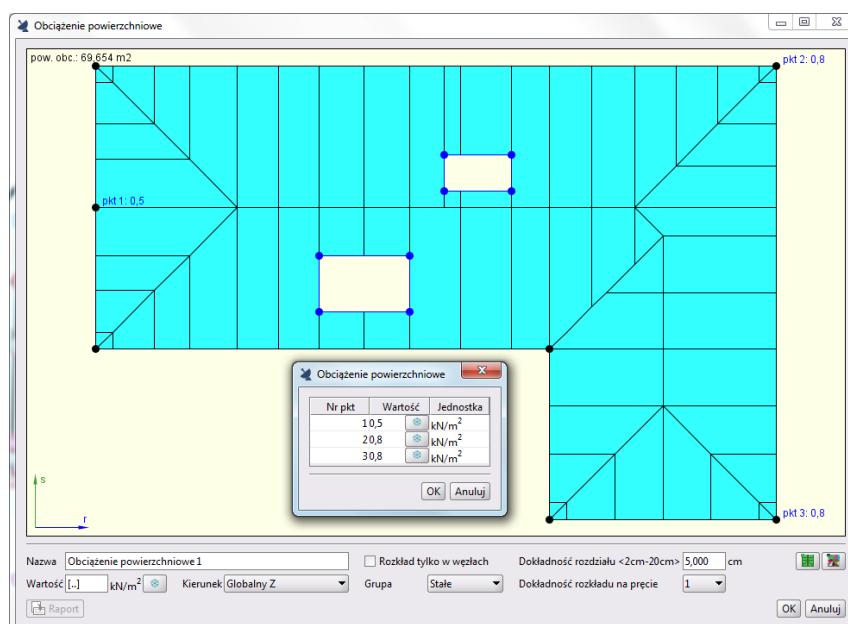 Obciążenie powierzchniowe
pow. obc.: 69,654 m2
pkt 2: 0,8
pkt 1: 0,5
Obciążenie powierzchniowe
Nr pkt Wartość Jednostka
1 0,5 kN/m²
2 0,8 kN/m²
3 0,8 kN/m²
OK Anuluj
s
r
pkt 3: 0,8
Nazwa Obciążenie powierzchniowe 1 Rozkład tylko w węzłach Dokładność rozdziału <2cm-20cm> 5,000 cm
Wartość [..] kN/m² Kierunek Globalny Z Grupa Stałe Dokładność rozkładu na pręcie 1
Raport OK Anuluj